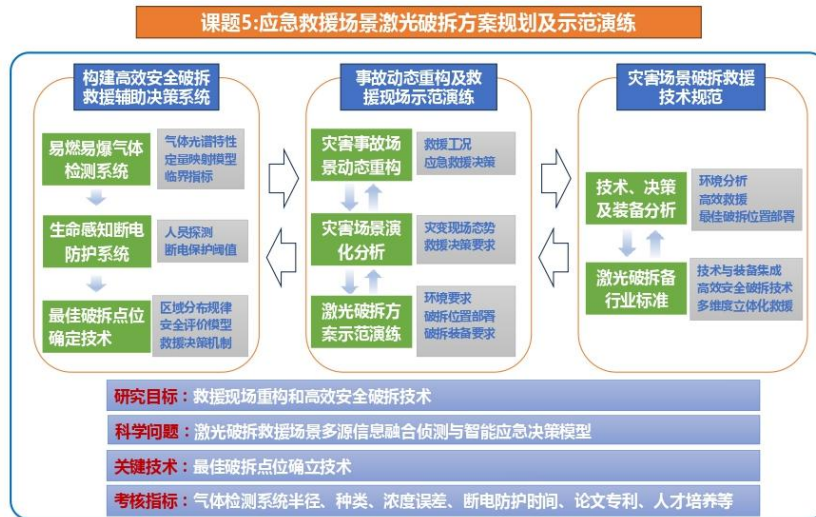 课题5:应急救援场景激光破拆方案规划及示范演练
构建高效安全破拆
救援辅助决策系统
易燃易爆气体
检测系统
气体光谱特性
定量映射模型
临界指标
生命感知断电
防护系统
人员探测
断电保护阈值
最佳破拆点位
确定技术
区域分布规律
安全评价模型
救援决策机制
事故动态重构及救
援现场示范演练
灾害事故场
景动态重构
救援工况
应急救援决策
灾害场景演
化分析
灾变现场态势
救援决策要求
激光破拆方
案示范演练
环境要求
破拆位置部署
破拆装备要求
灾害场景破拆救援
技术规范
技术、决策
及装备分析
环境分析
高效救援
最佳破拆位置部署
激光破拆备
行业标准
技术与装备集成
高效安全破拆技术
多维度立体化救援
研究目标：救援现场重构和高效安全破拆技术
科学问题：激光破拆救援场景多源信息融合侦测与智能应急决策模型
关键技术：最佳破拆点位确立技术
考核指标：气体检测系统半径、种类、浓度误差、断电防护时间、论文专利、人才培养等